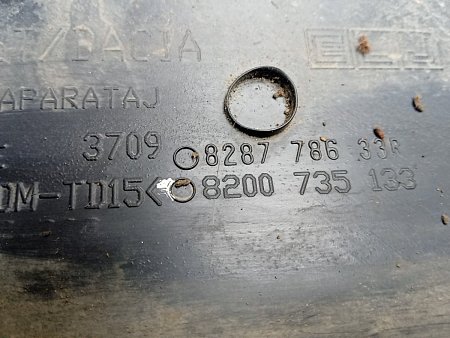 T/DACIA
APARATAJ
3709 8287 786 33R
DM-TD15< 8200 735 133